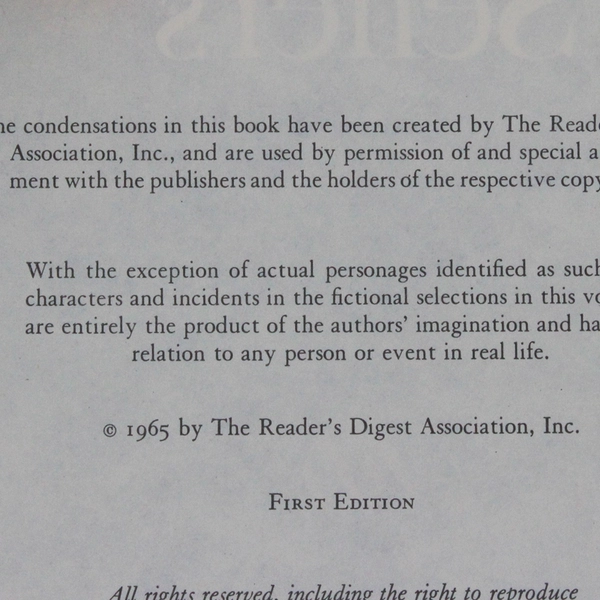 he condensations in this book have been created by The Read
Association, Inc., and are used by permission of and special a
ment with the publishers and the holders of the respective copy
With the exception of actual personages identified as such
characters and incidents in the fictional selections in this vo
are entirely the product of the authors' imagination and ha
relation to any person or event in real life.
© 1965 by The Reader's Digest Association, Inc.
First Edition
All rights reserved, including the right to reproduce